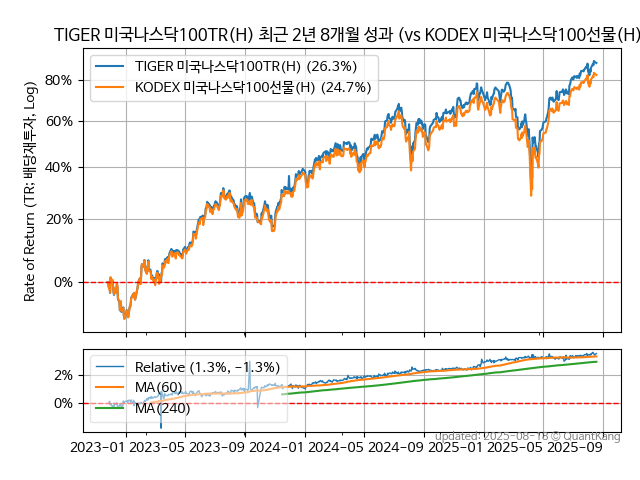 TIGER 미국나스닥100TR(H) 최근 2년 8개월 성과 (vs KODEX 미국나스닥100선물(H)
TIGER 미국나스닥100TR(H) (26.3%)
KODEX 미국나스닥100선물(H) (24.7%)
Rate of Return (TR: 배당재투자, Log)
80%
60%
40%
20%
0%
Relative (1.3%, -1.3%)
MA(60)
MA(240)
2%
0%
2023-01 2023-05 2023-09 2024-01 2024-05 2024-09 2025-01 2025-05 2025-09
updated: 2025-08-18 © QuantKang